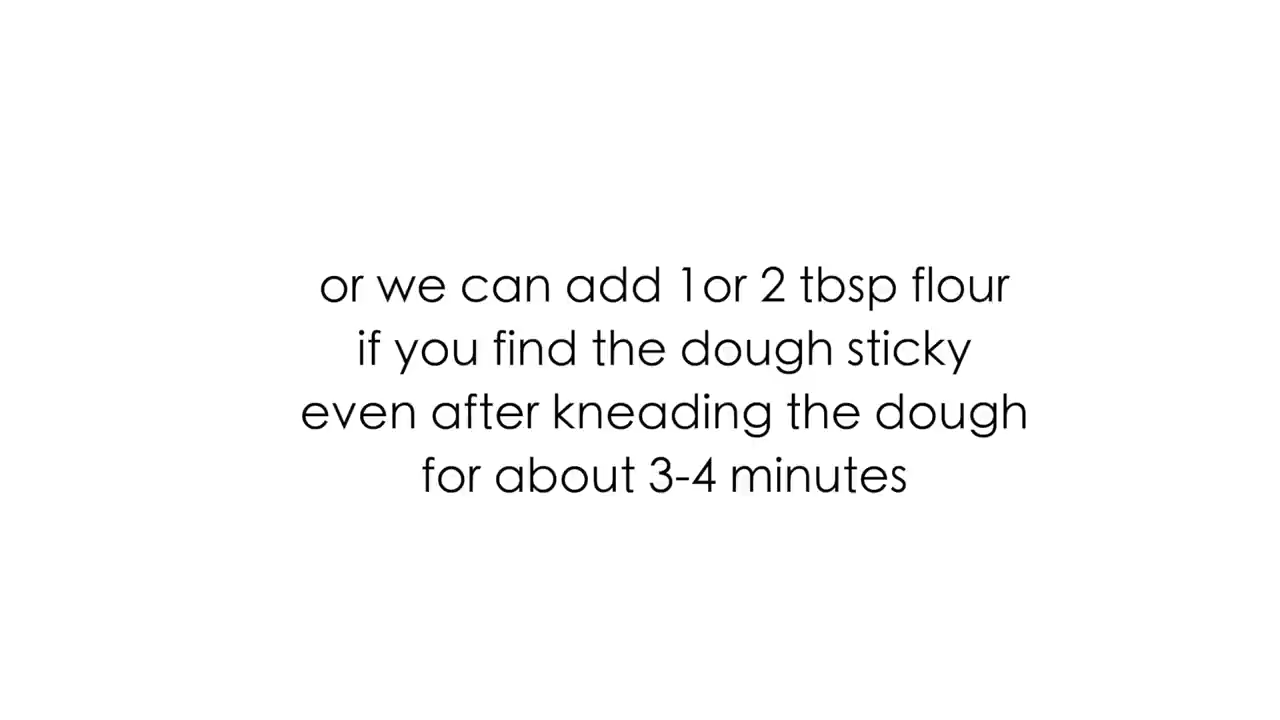 or we can add 1or 2 tbsp flour
if you find the dough sticky
even after kneading the dough
for about 3-4 minutes